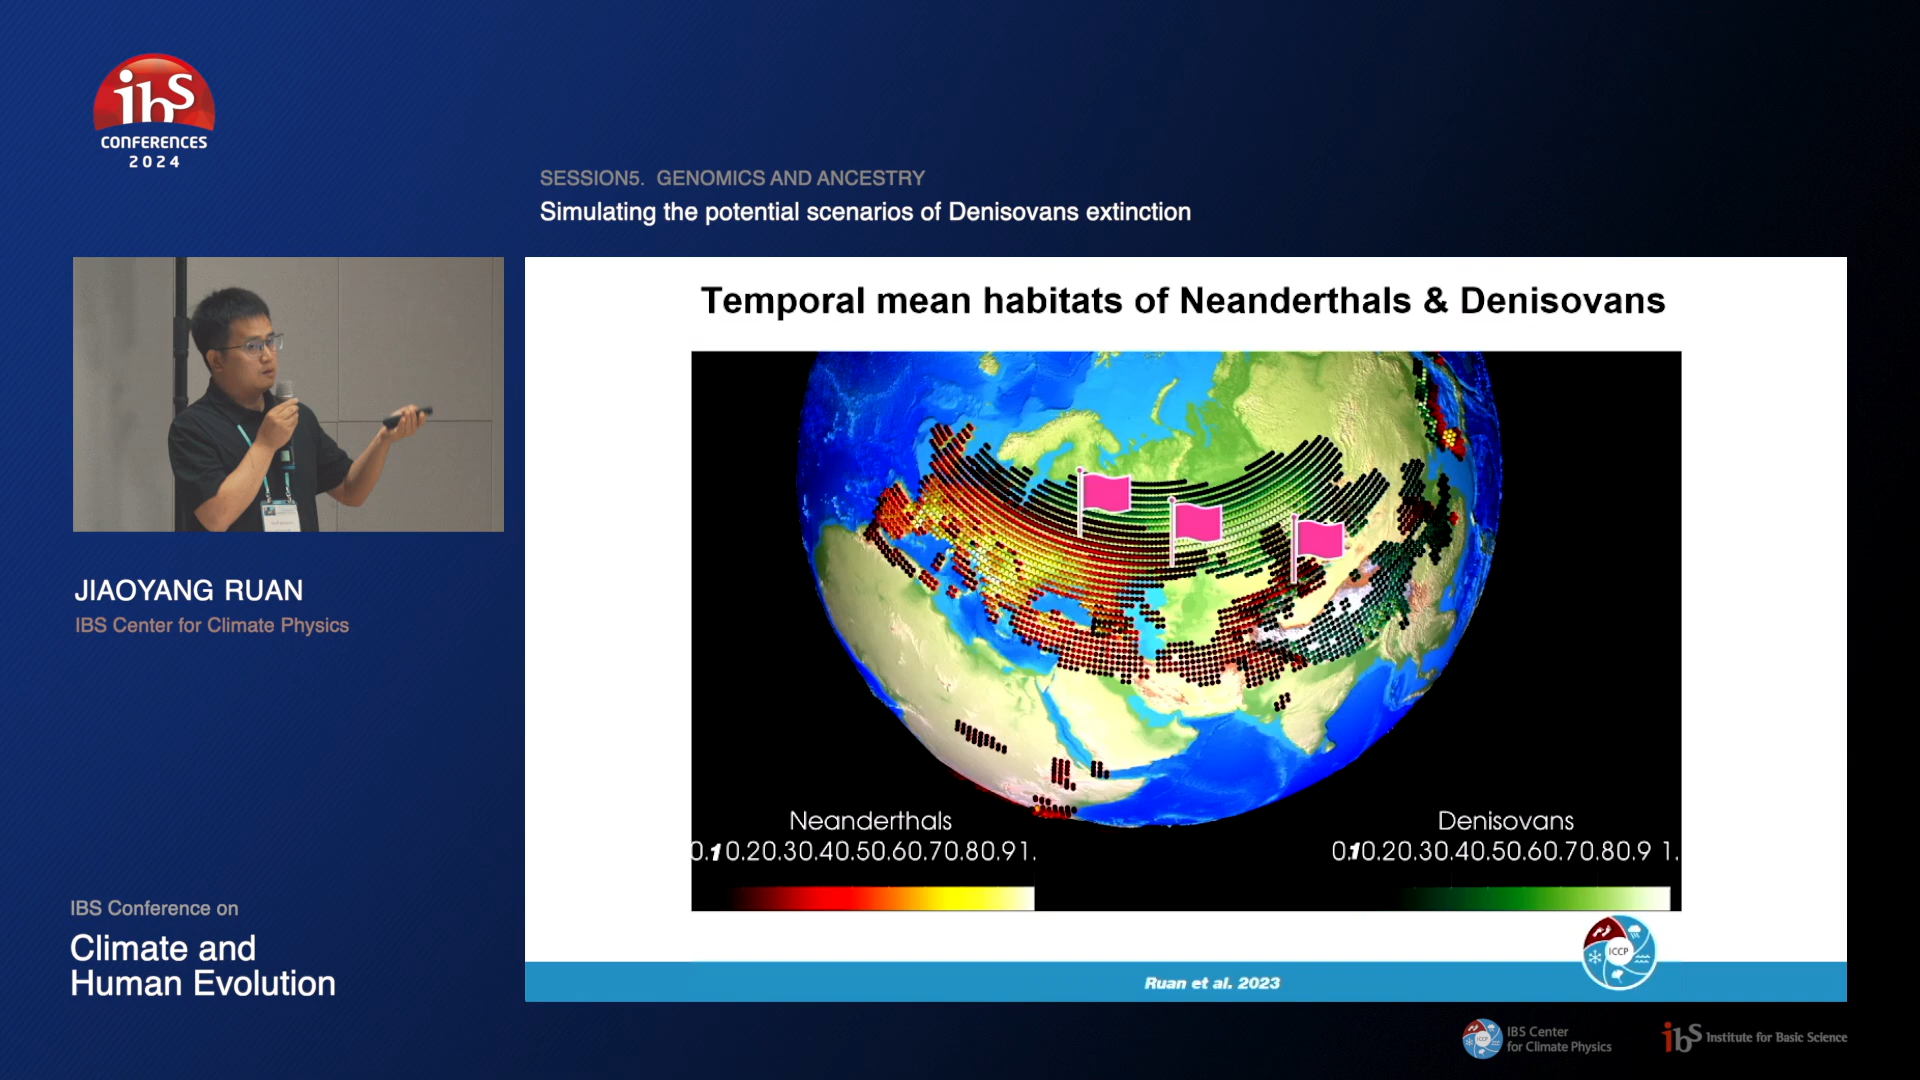 ibs
CONFERENCES
2024
SESSION5. GENOMICS AND ANCESTRY
Simulating the potential scenarios of Denisovans extinction
Temporal mean habitats of Neanderthals & Denisovans
Neanderthals
0.10.20.30.40.50.60.70.80.91.
Denisovans
0.10.20.30.40.50.60.70.80.9 1.
ICCP
Ruan et al. 2023
JIAOYANG RUAN
IBS Center for Climate Physics
IBS Conference on
Climate and
Human Evolution
ICCP
IBS Center
for Climate Physics
ibs Institute for Basic Science